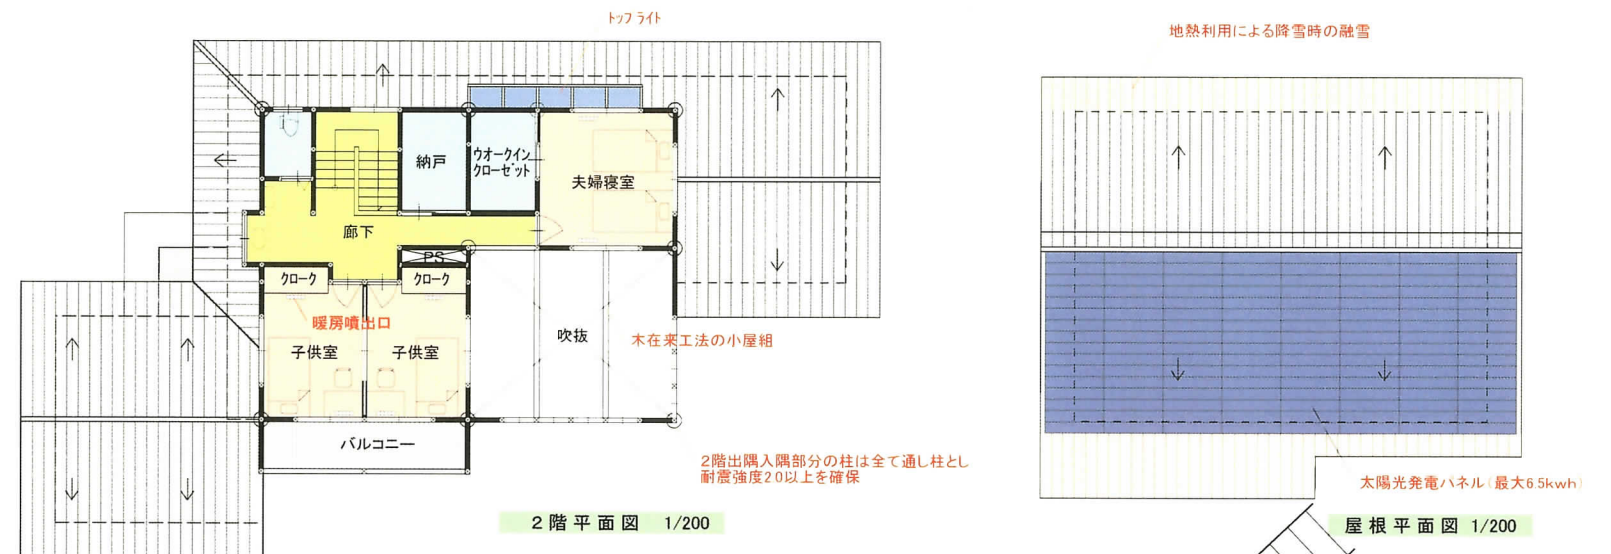 トップライト
地熱利用による降雪時の融雪
納戸
ウオークイン
クローゼット
夫婦寝室
廊下
PS
クローク
クローク
暖房噴出口
子供室
子供室
吹抜
木在来工法の小屋組
バルコニー
2階出隅入隅部分の柱は全て通し柱とし
耐震強度20以上を確保
太陽光発電パネル(最大6.5kwh)
2階平面図 1/200
屋根平面図 1/200